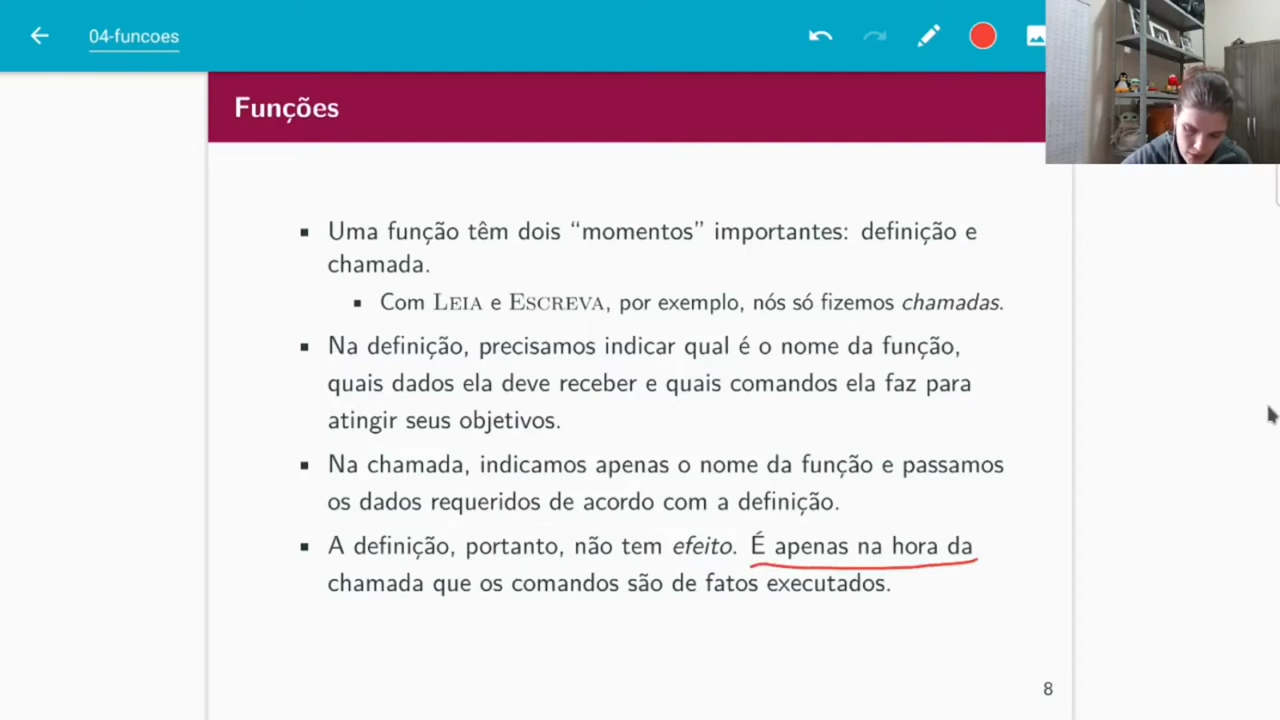 04-funcoes
Funções
Uma função têm dois “momentos” importantes: definição e
chamada.
Com Leia e Escreva, por exemplo, nós só fizemos chamadas.
Na definição, precisamos indicar qual é o nome da função,
quais dados ela deve receber e quais comandos ela faz para
atingir seus objetivos.
Na chamada, indicamos apenas o nome da função e passamos
os dados requeridos de acordo com a definição.
A definição, portanto, não tem efeito. É apenas na hora da
chamada que os comandos são de fatos executados.
8